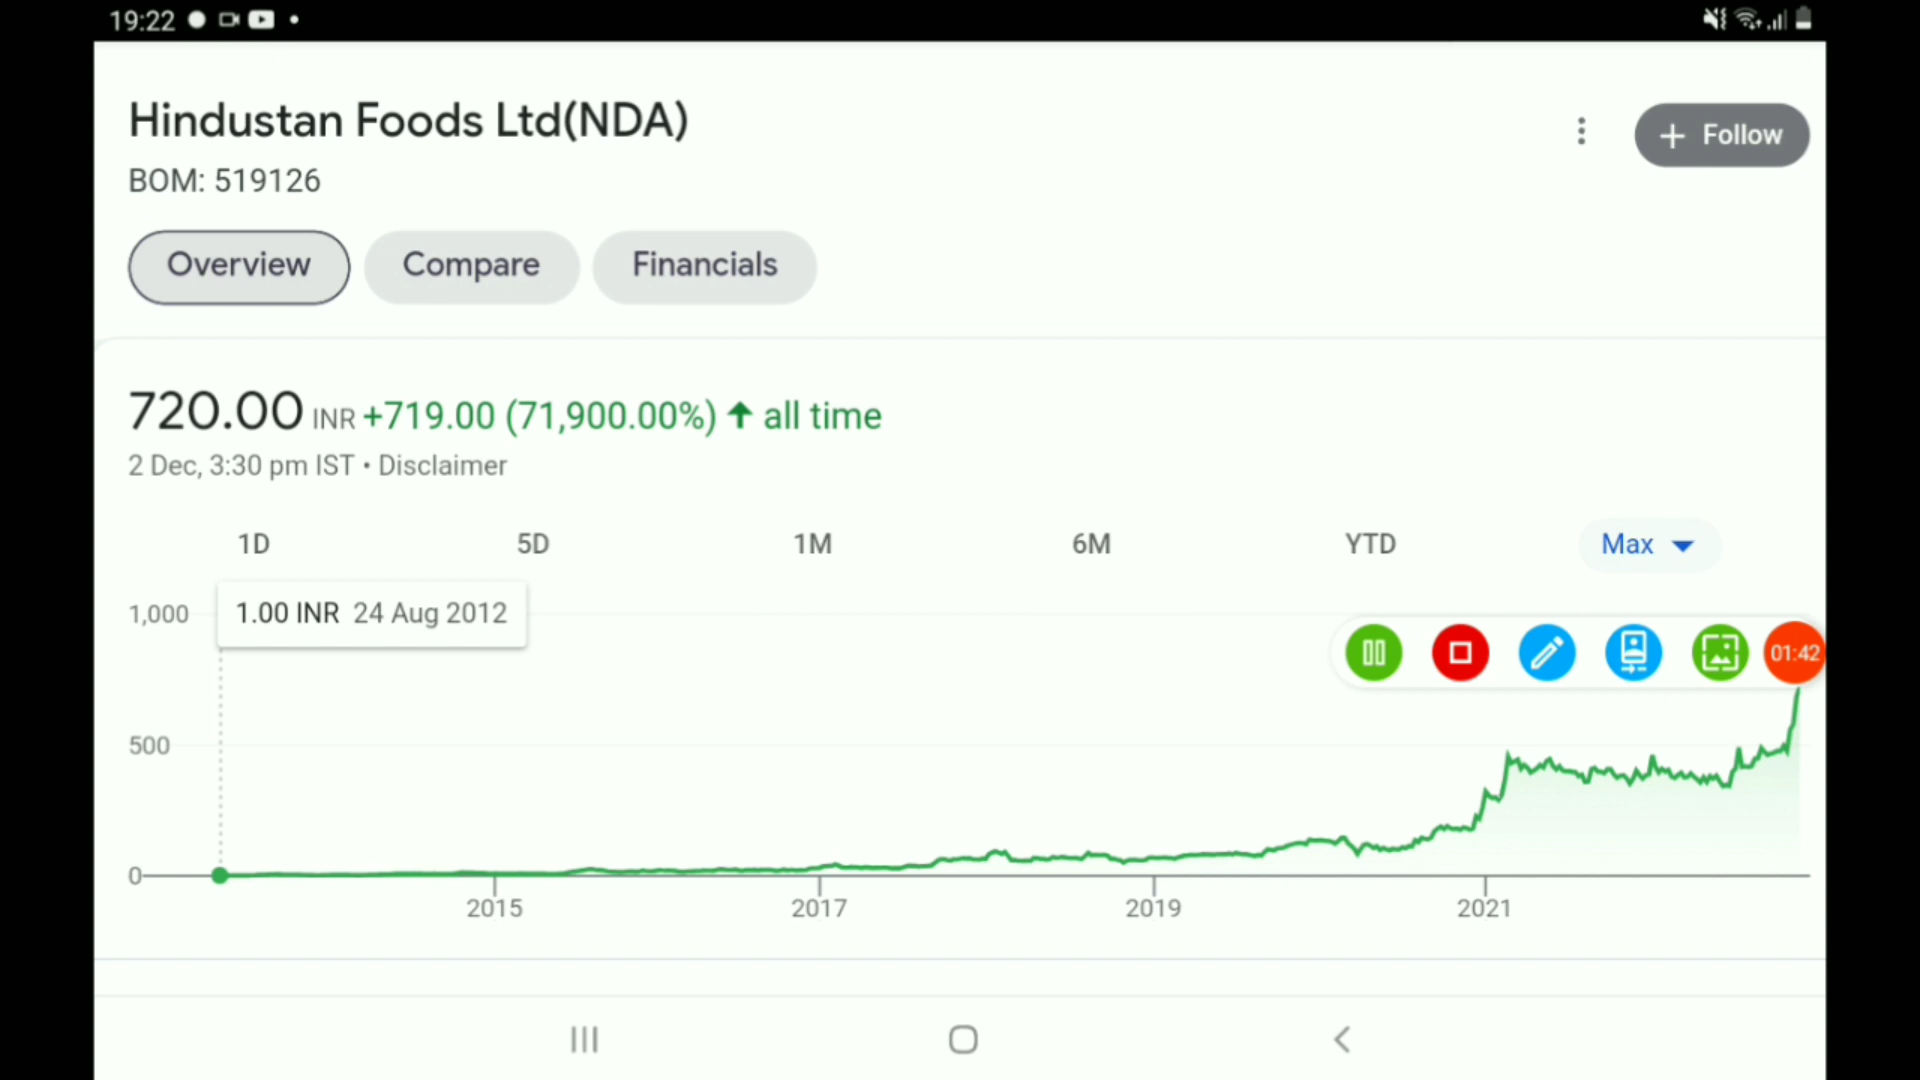 19:22
Hindustan Foods Ltd(NDA)
+ Follow
BOM: 519126
Overview Compare Financials
720.00 INR +719.00 (71,900.00%) ↑ all time
2 Dec, 3:30 pm IST • Disclaimer
1D 5D 1M 6M YTD Max
1.00 INR 24 Aug 2012
1,000
01:42
500
0
2015 2017 2019 2021